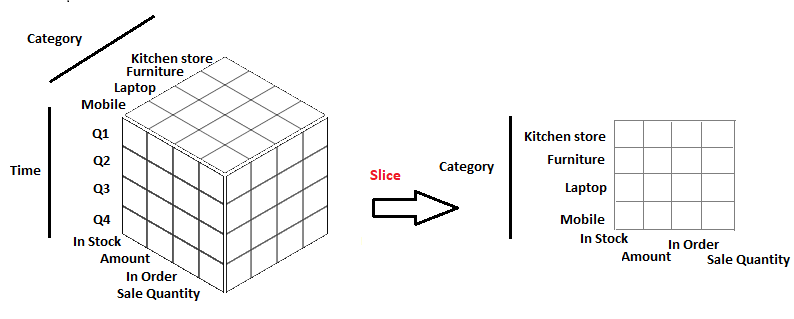 Category
Kitchen store
Furniture
Laptop
Mobile
Time
Q1
Q2
Q3
Q4
In Stock
Amount
In Order
Sale Quantity
Slice
Category
Kitchen store
Furniture
Laptop
Mobile
In Stock
Amount
In Order
Sale Quantity